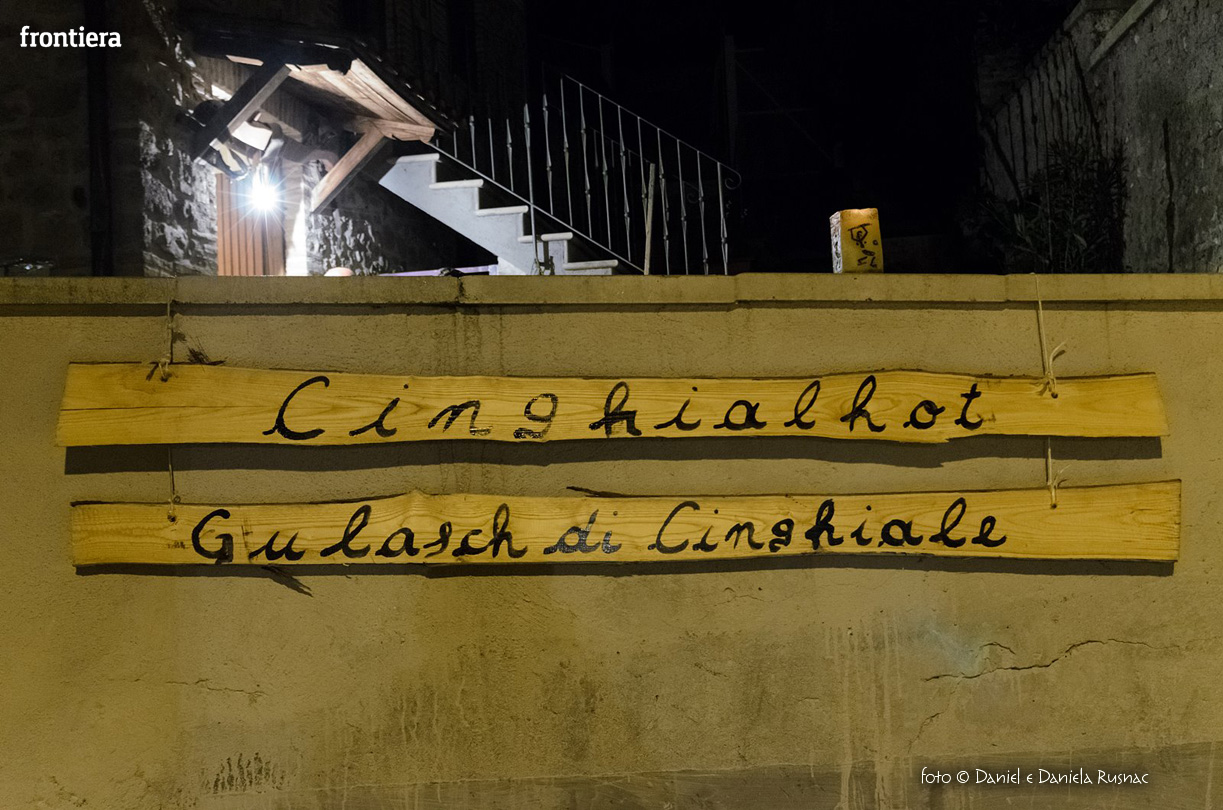 frontiera
Cinghialhot
Gulasch di Cinghiale
foto © Daniel e Daniela Rusnac